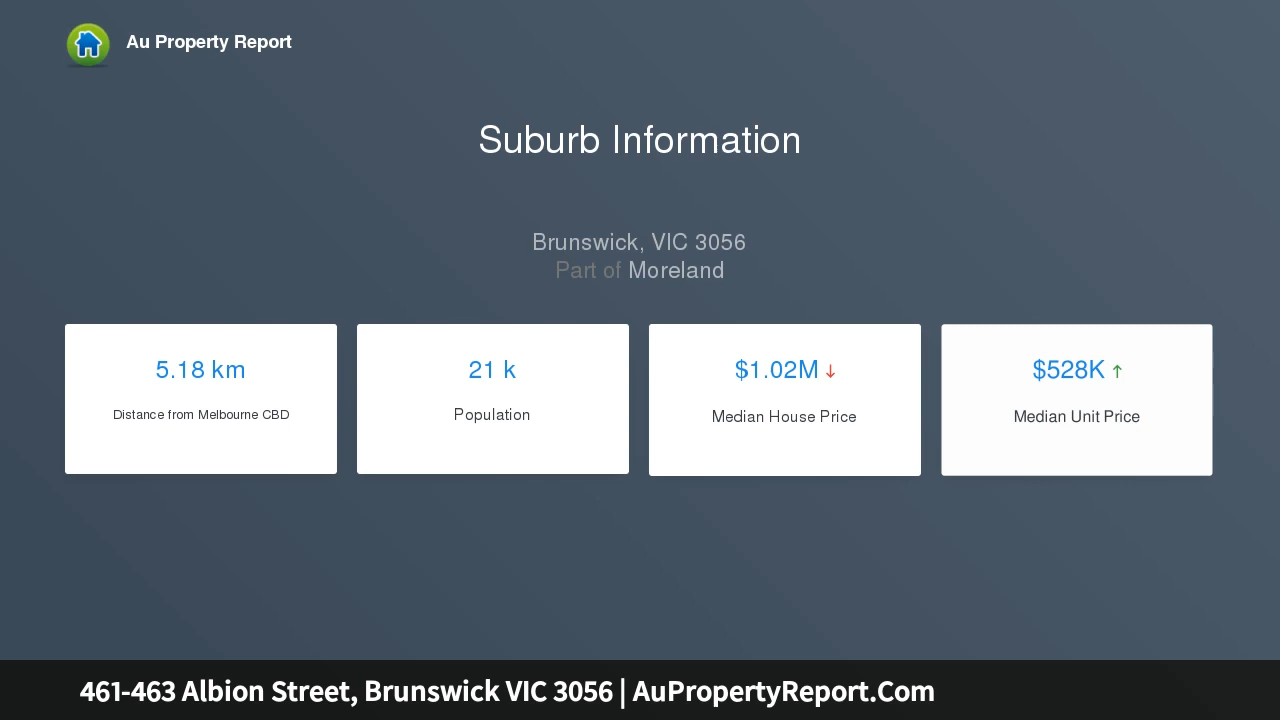 Au Property Report
Suburb Information
Brunswick, VIC 3056
Part of Moreland
5.18 km
Distance from Melbourne CBD
21 k
Population
$1.02M ↓
Median House Price
$528K ↑
Median Unit Price
461-463 Albion Street, Brunswick VIC 3056 | AuPropertyReport.Com